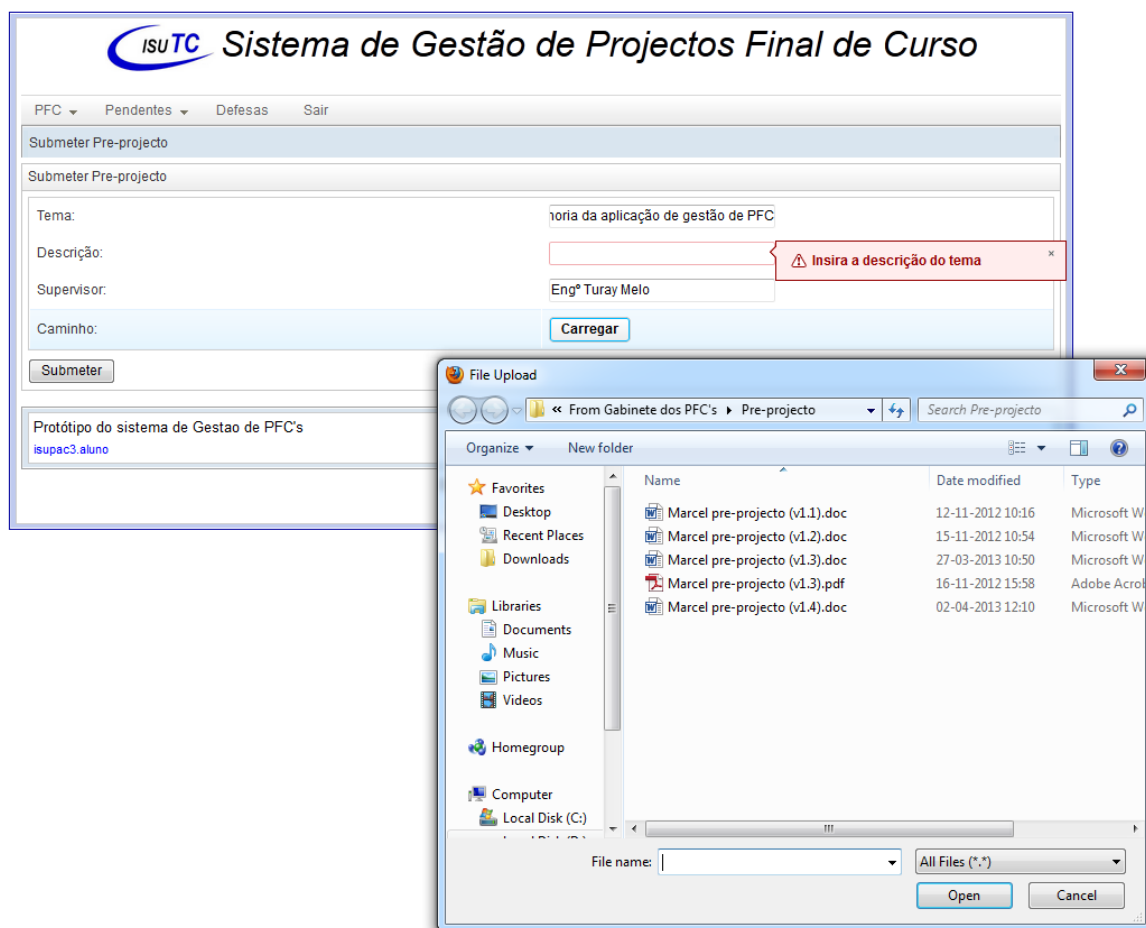 ISUTC Sistema de Gestão de Projectos Final de Curso
PFC Pendentes Defesas Sair
Submeter Pre-projecto
Submeter Pre-projecto
Tema: horia da aplicação de gestão de PFC
Descrição: Insira a descrição do tema ×
Supervisor: Engº Turay Melo
Caminho: Carregar
Submeter
Protótipo do sistema de Gestao de PFC's
isupac3.aluno
File Upload
« From Gabinete dos PFC's Pre-projecto Search Pre-projecto
Organize New folder
Favorites
Desktop
Recent Places
Downloads
Libraries
Documents
Music
Pictures
Videos
Homegroup
Computer
Local Disk (C:)
Name Date modified Type
Marcel pre-projecto (v1.1).doc 12-11-2012 10:16 Microsoft W
Marcel pre-projecto (v1.2).doc 15-11-2012 10:54 Microsoft W
Marcel pre-projecto (v1.3).doc 27-03-2013 10:50 Microsoft W
Marcel pre-projecto (v1.3).pdf 16-11-2012 15:58 Adobe Acrol
Marcel pre-projecto (v1.4).doc 02-04-2013 12:10 Microsoft W
File name: All Files (*.*)
Open Cancel